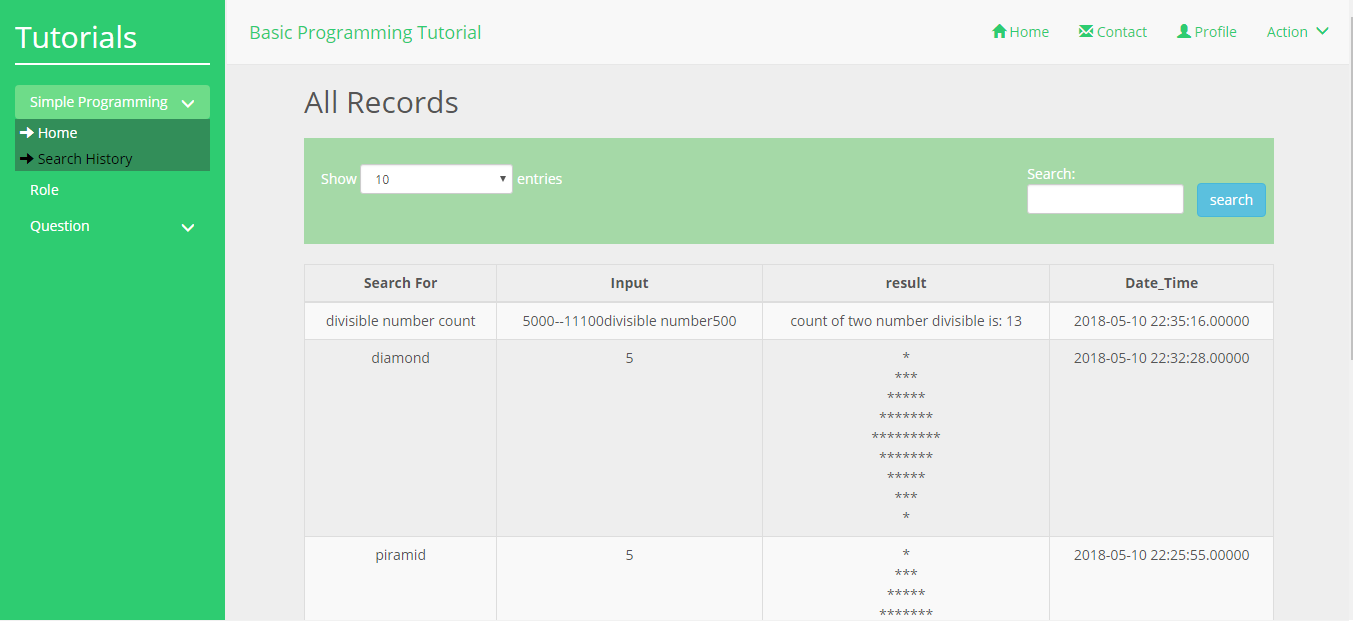 Tutorials
Basic Programming Tutorial
Home
Contact
Profile
Action
Simple Programming
Home
Search History
Role
Question
All Records
Show 10 entries
Search:
search
Search For Input result Date_Time
divisible number count 5000--11100divisible number500 count of two number divisible is: 13 2018-05-10 22:35:16.00000
diamond 5 * 2018-05-10 22:32:28.00000
***
*****
*******
*********
*******
*****
***
*
piramid 5 * 2018-05-10 22:25:55.00000
***
*****
*******